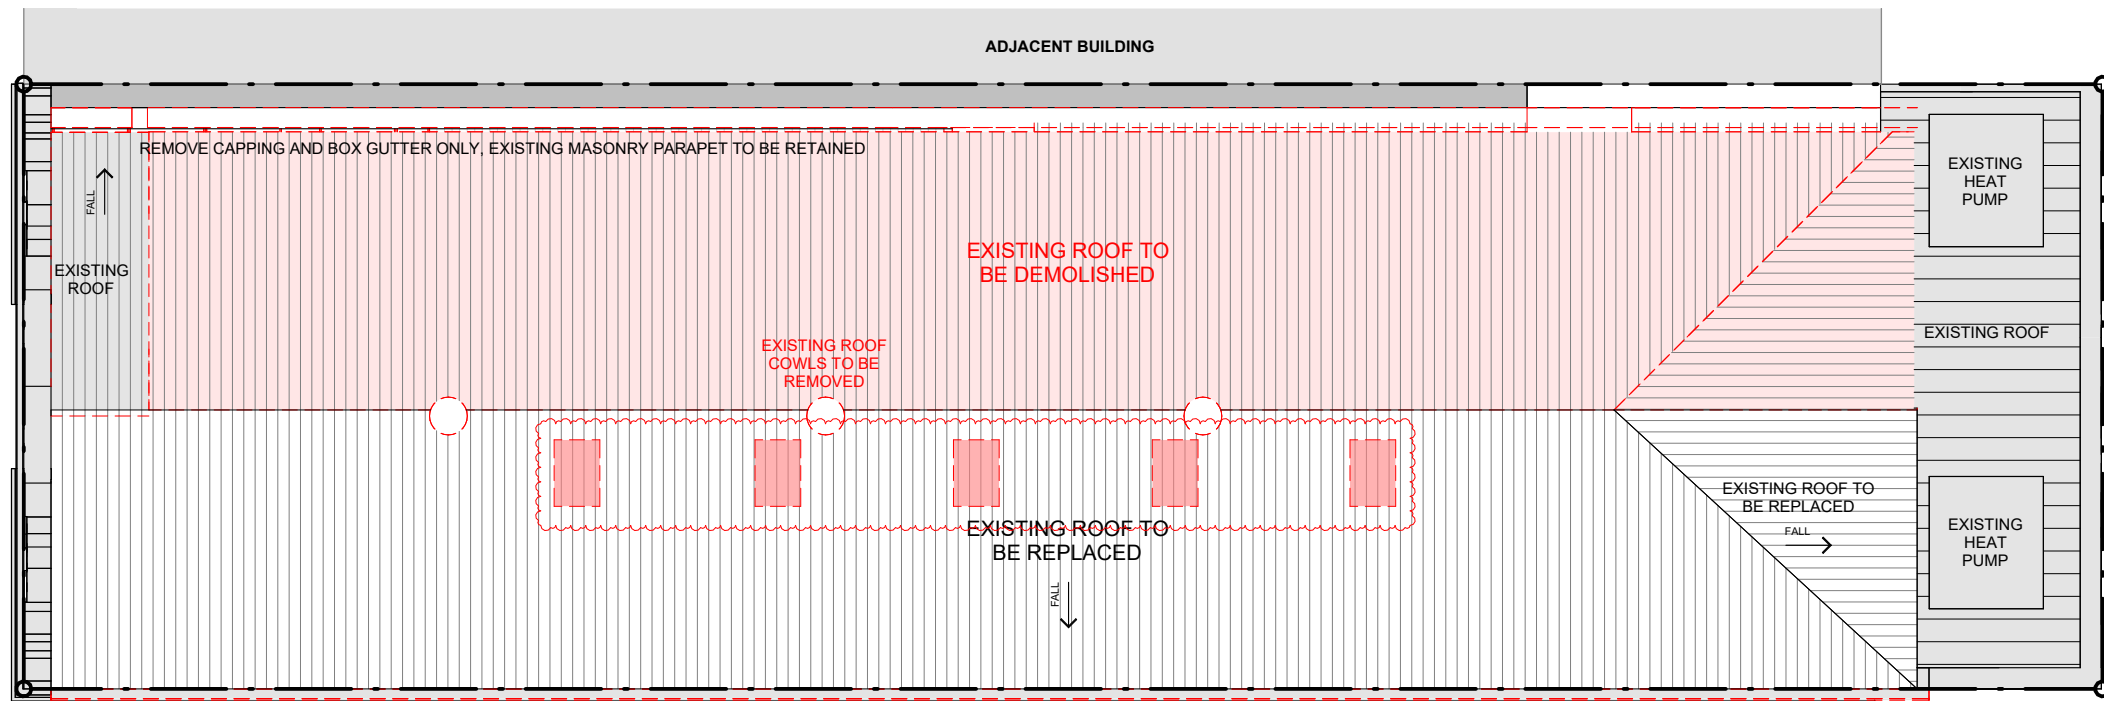 ADJACENT BUILDING
REMOVE CAPPING AND BOX GUTTER ONLY, EXISTING MASONRY PARAPET TO BE RETAINED
EXISTING
HEAT
PUMP
FALL
EXISTING ROOF TO
BE DEMOLISHED
EXISTING
ROOF
EXISTING ROOF
EXISTING ROOF
COWLS TO BE
REMOVED
EXISTING ROOF TO
BE REPLACED
FALL
EXISTING
HEAT
PUMP
EXISTING ROOF TO
BE REPLACED
FALL